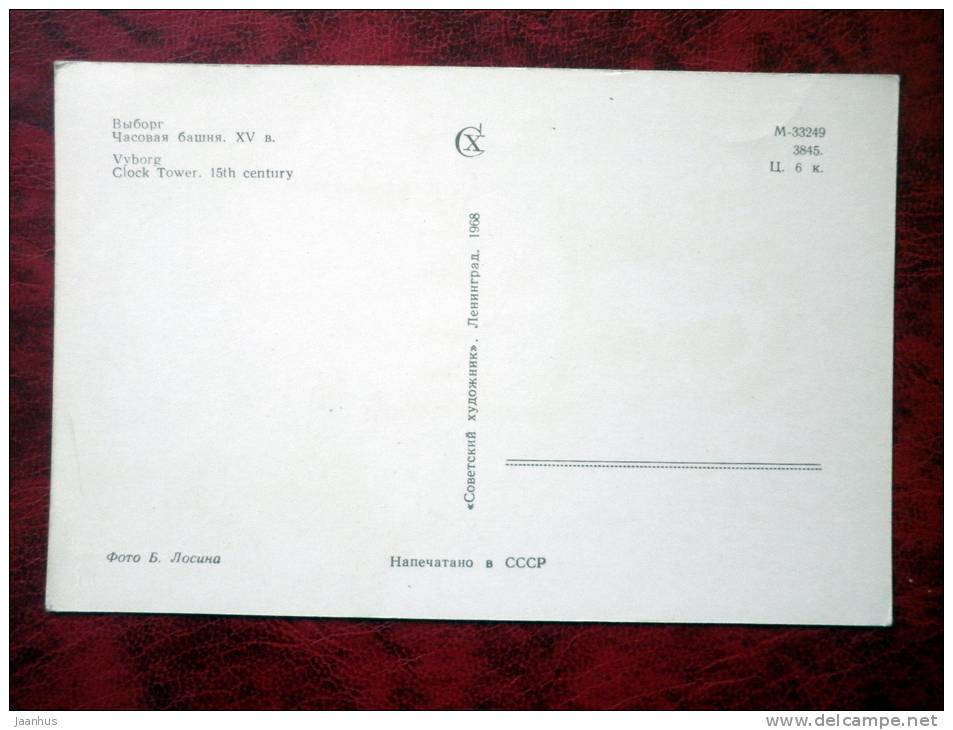 Выборг
Часовая башня. XV в.
Vyborg
Clock Tower. 15th century
СХ
М-33249
3845.
Ц. 6 к.
«Советский художник». Ленинград. 1968
Фото Б. Лосина
Напечатано в СССР
Jaanhus
www.delcampe.net